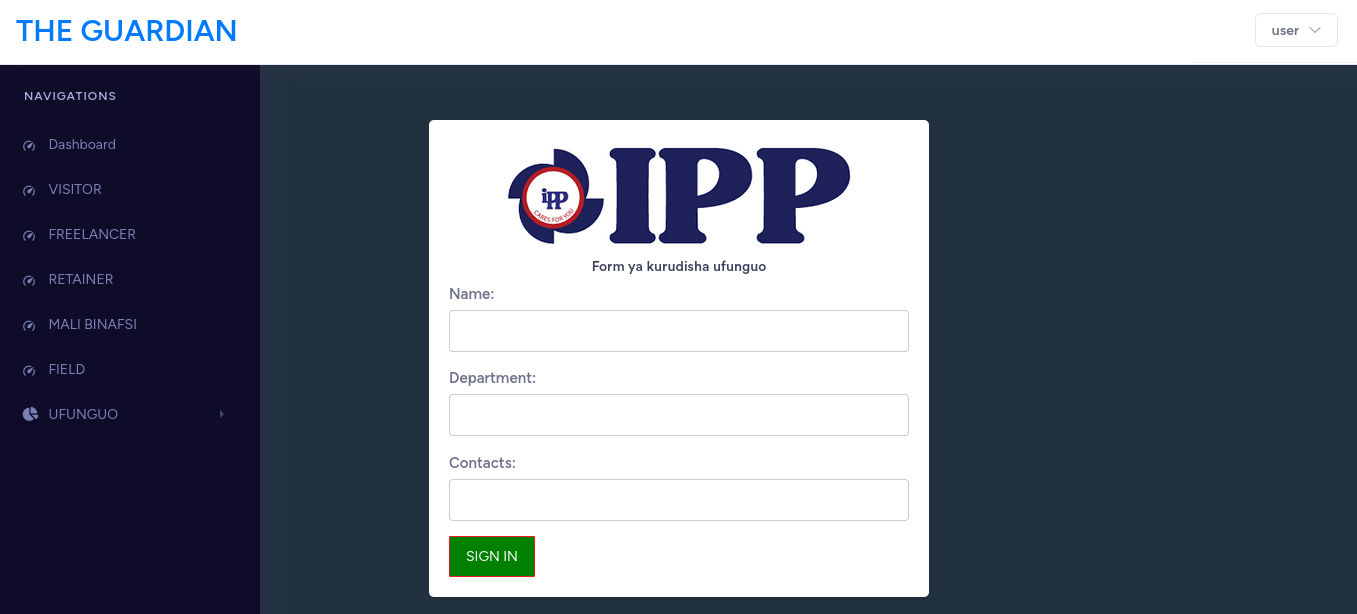 THE GUARDIAN
user
NAVIGATIONS
Dashboard
VISITOR
FREELANCER
RETAINER
MALI BINAFSI
FIELD
UFUNGUO
ipp
CARES FOR YOU
IPP
Form ya kurudisha ufunguo
Name:
Department:
Contacts:
SIGN IN